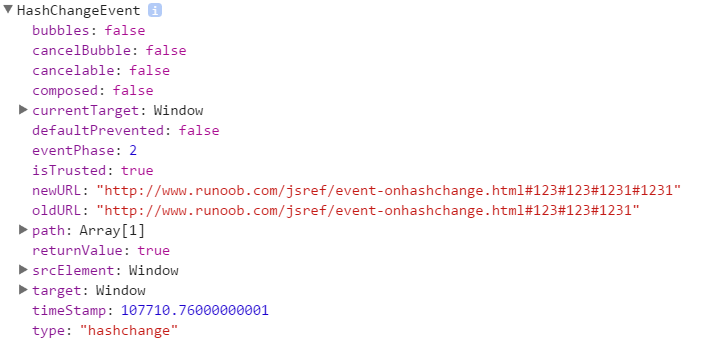 HashChangeEvent i
bubbles: false
cancelBubble: false
cancelable: false
composed: false
currentTarget: Window
defaultPrevented: false
eventPhase: 2
isTrusted: true
newURL: "http://www.runoob.com/jsref/event-onhashchange.html#123#123#1231#1231"
oldURL: "http://www.runoob.com/jsref/event-onhashchange.html#123#123#1231"
path: Array[1]
returnValue: true
srcElement: Window
target: Window
timeStamp: 107710.76000000001
type: "hashchange"